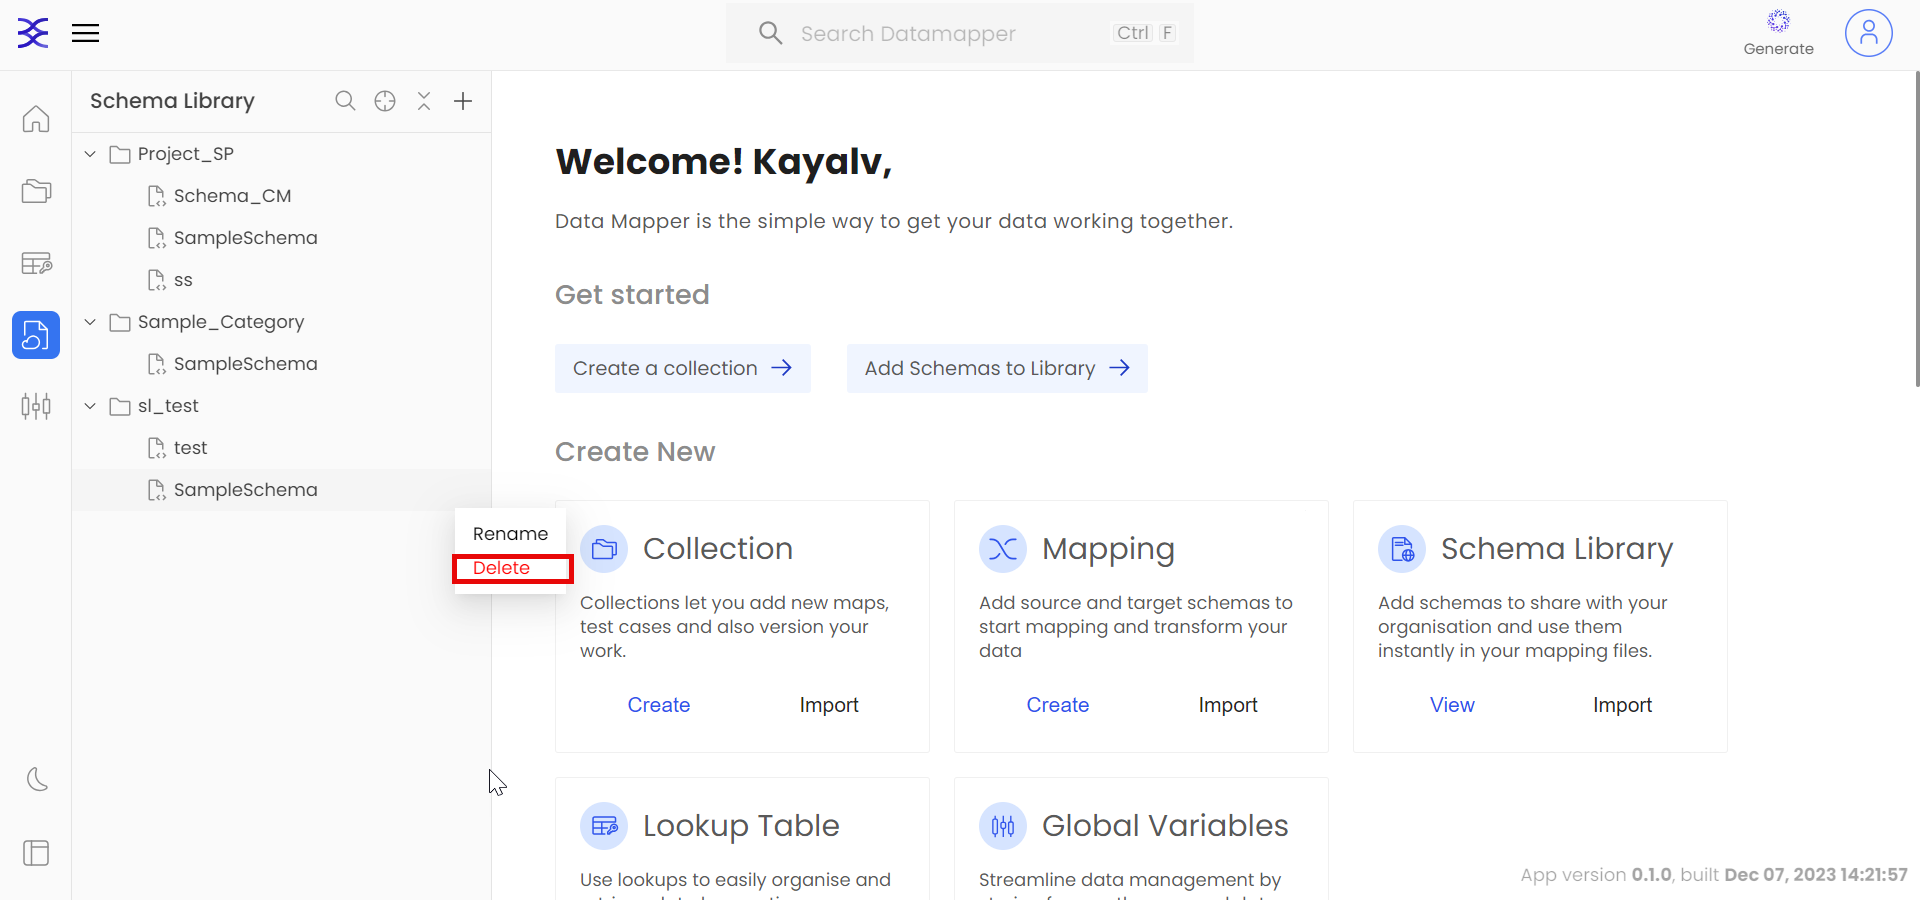 Search Datamapper
Ctrl F
Generate
Schema Library
Project_SP
Schema_CM
SampleSchema
ss
Sample_Category
SampleSchema
sl_test
test
SampleSchema
Rename
Delete
Welcome! Kayalv,
Data Mapper is the simple way to get your data working together.
Get started
Create a collection
Add Schemas to Library
Create New
Collection
Collections let you add new maps,
test cases and also version your
work.
Create Import
Mapping
Add source and target schemas to
start mapping and transform your
data
Create Import
Schema Library
Add schemas to share with your
organisation and use them
instantly in your mapping files.
View Import
Lookup Table
Use lookups to easily organise and
Global Variables
Streamline data management by
App version 0.1.0, built Dec 07, 2023 14:21:57